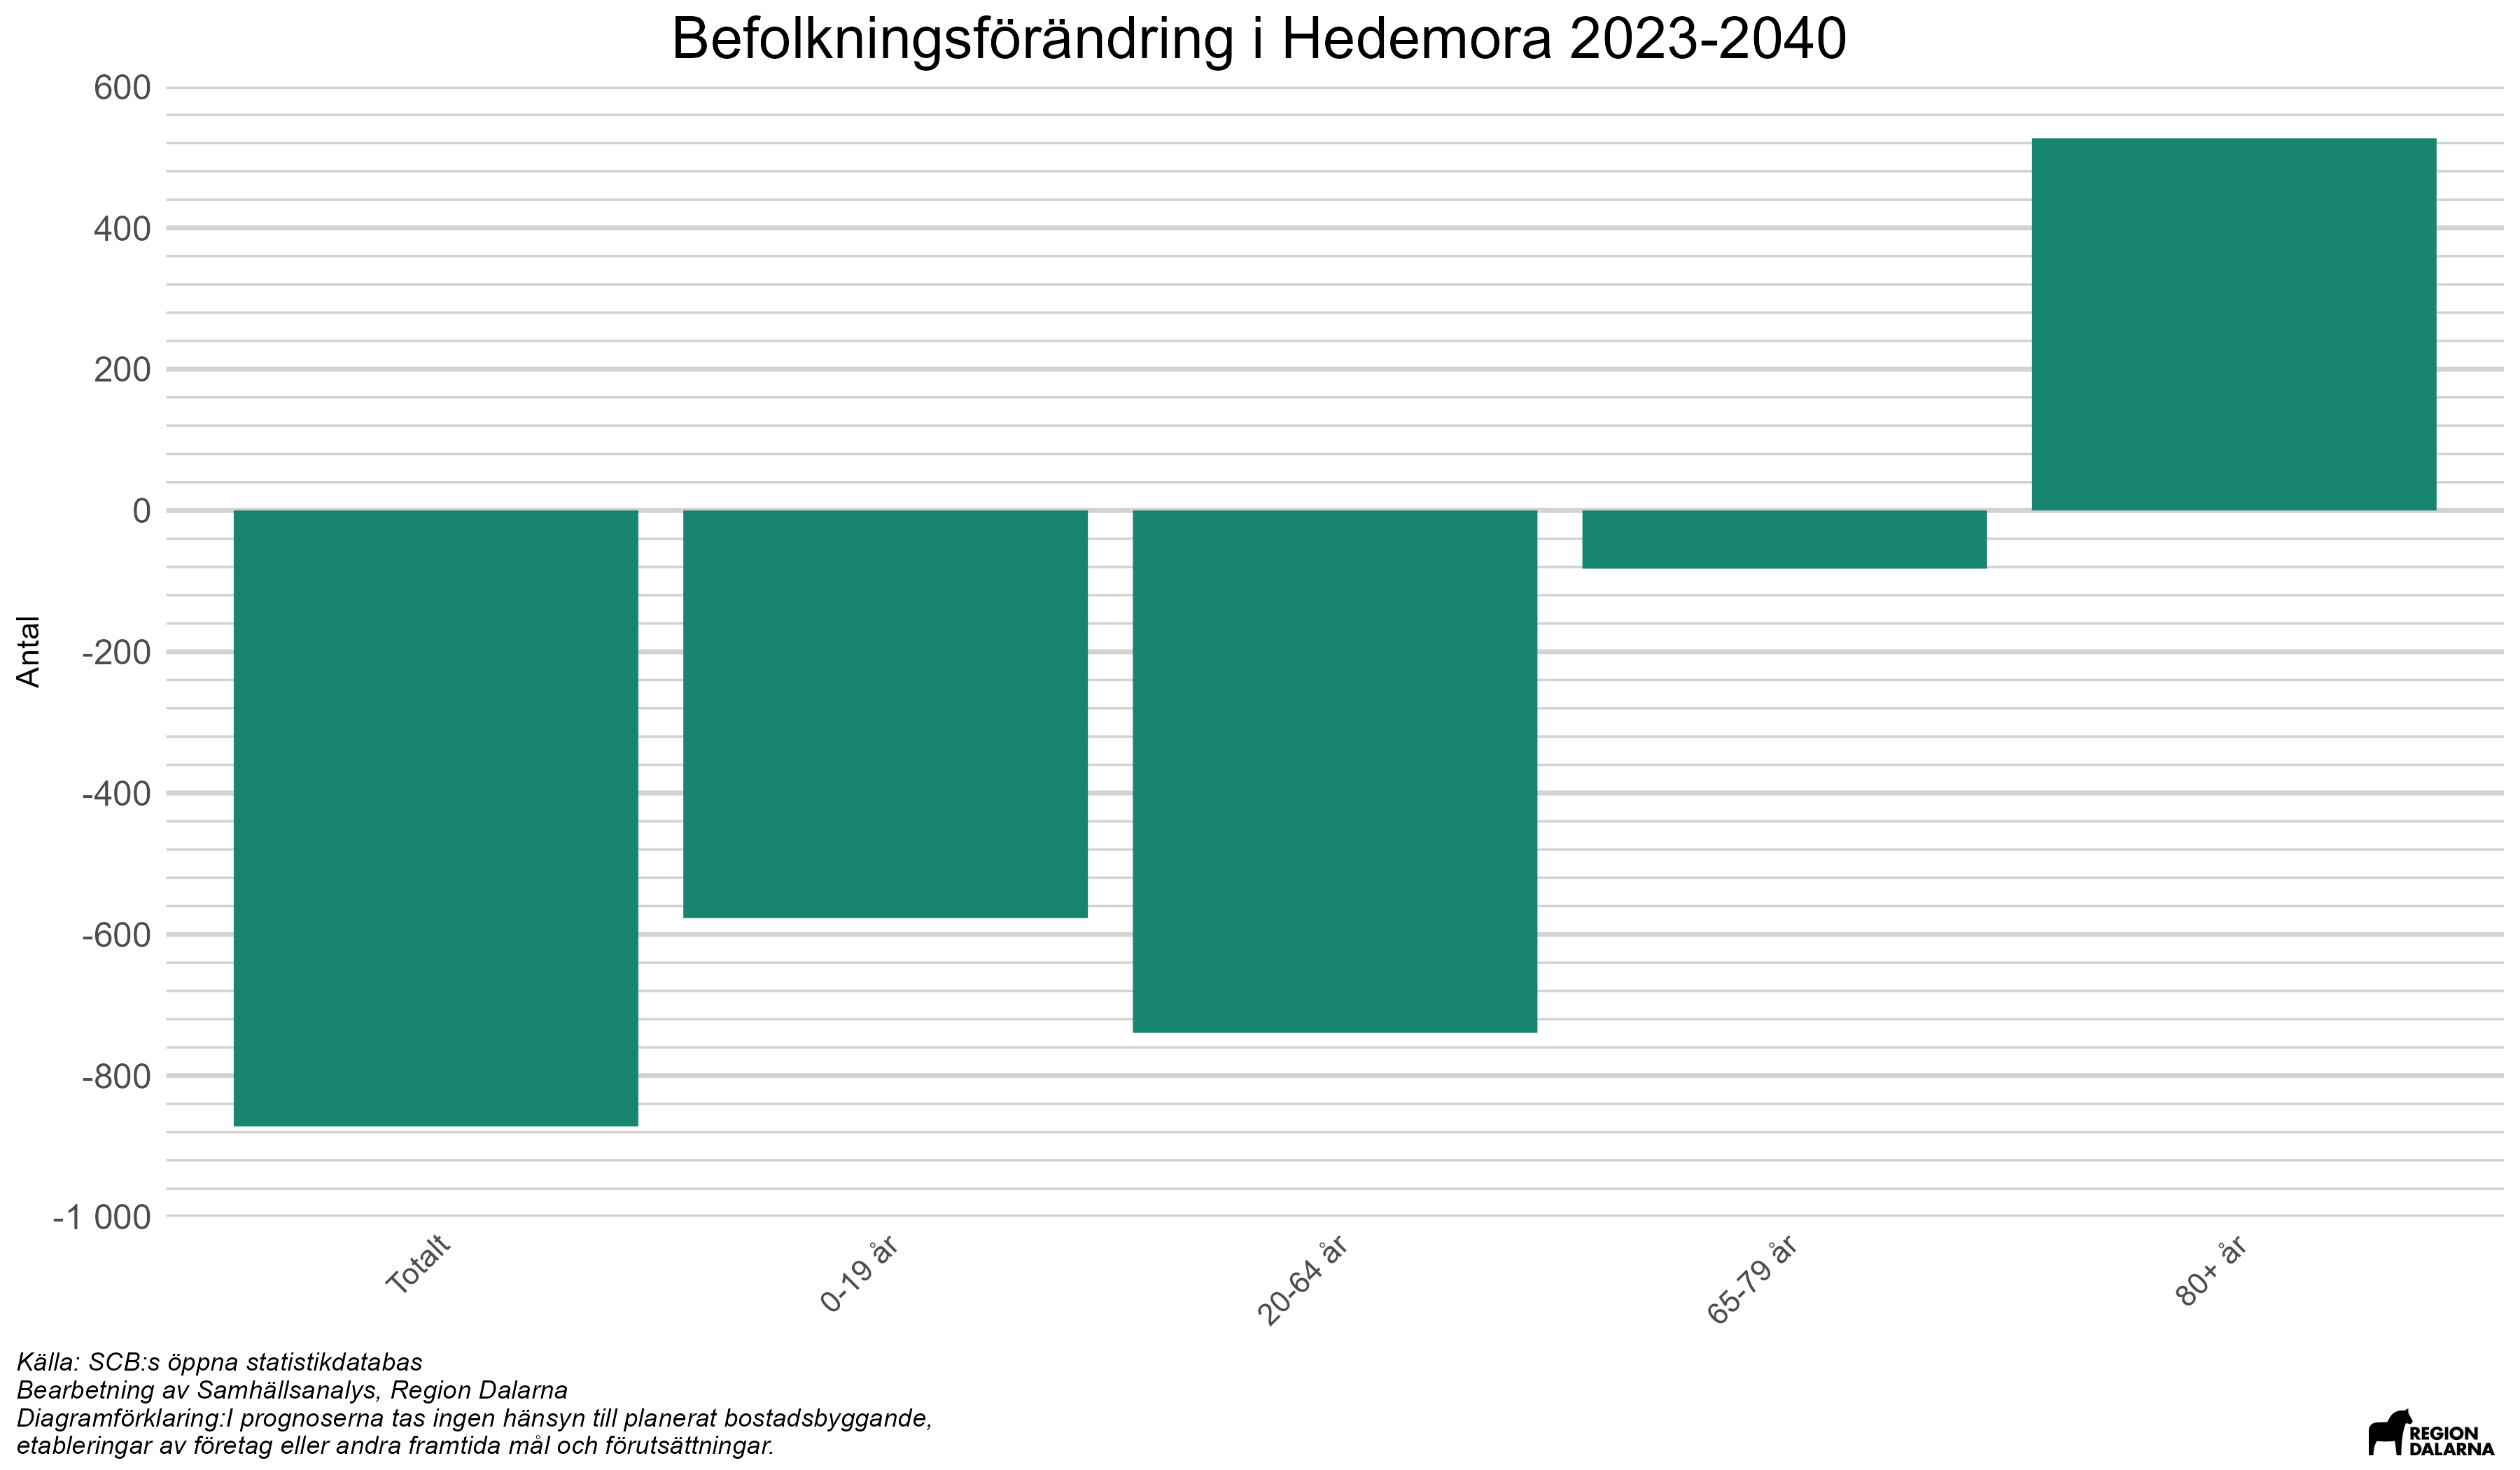 Befolkningsförändring i Hedemora 2023-2040
600
400
200
0
-200
-400
-600
-800
-1 000
Antal
Totalt
0-19 år
20-64 år
65-79 år
80+ år
Källa: SCB:s öppna statistikdatabas
Bearbetning av Samhällsanalys, Region Dalarna
Diagramförklaring:I prognoserna tas ingen hänsyn till planerat bostadsbyggande,
etableringar av företag eller andra framtida mål och förutsättningar.
REGION
DALARNA